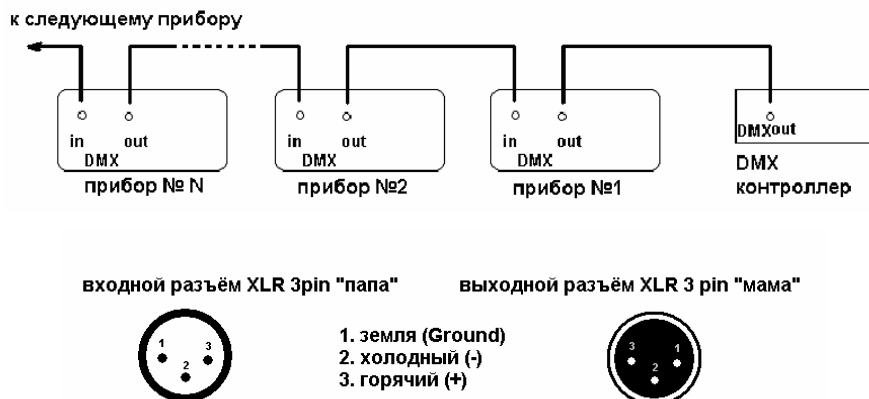 к следующему прибору
in out
DMX
прибор № N
in out
DMX
прибор №2
in out
DMX
прибор №1
DMXout
DMX
контроллер
входной разъём XLR 3pin "папа"
выходной разъём XLR 3 pin "мама"
1 3
2
1. земля (Ground)
2. холодный (-)
3. горячий (+)
3 1
2